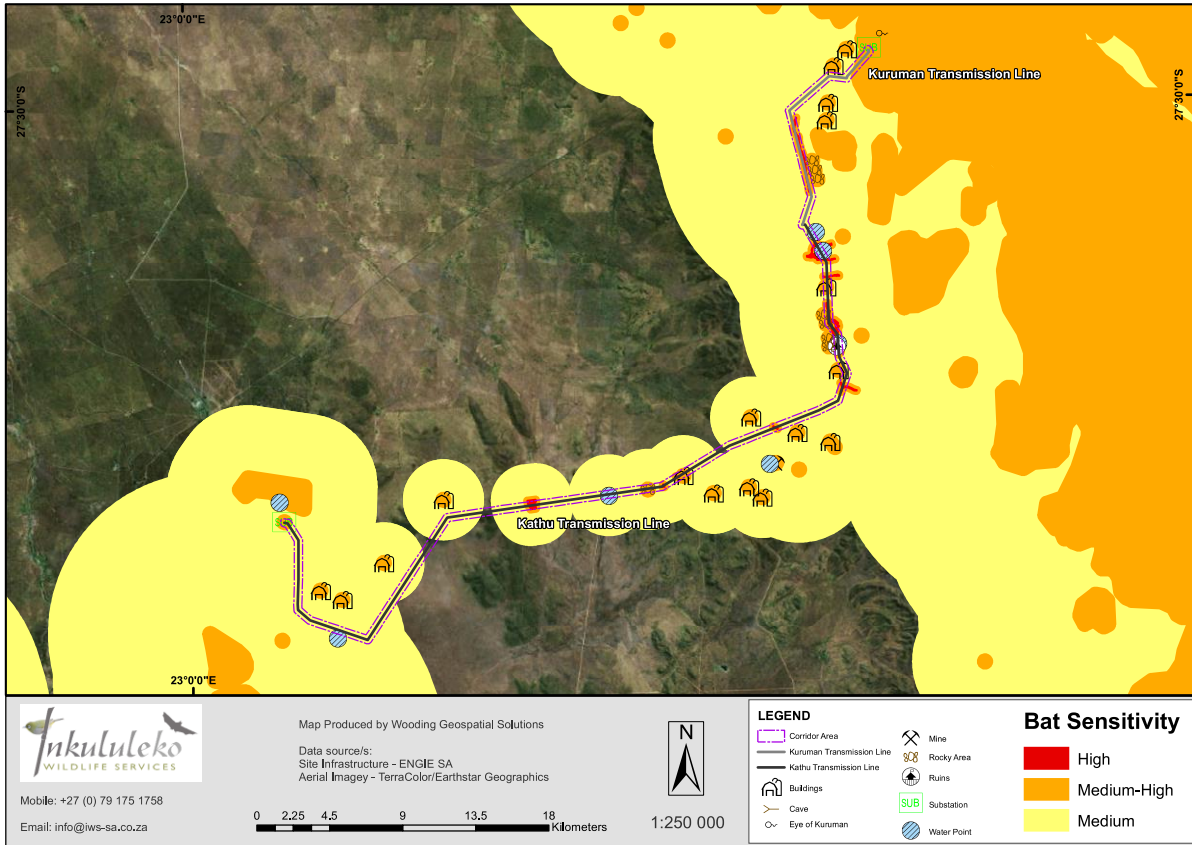 23°0'0"E
27°30'0"S
27°30'0"S
SUB
Kuruman Transmission Line
Kathu Transmission Line
23°0'0"E
Inkululeko
WILDLIFE SERVICES
Mobile: +27 (0) 79 175 1758
Email: info@iws-sa.co.za
Map Produced by Wooding Geospatial Solutions
Data source/s:
Site Infrastructure - ENGIE SA
Aerial Imagey - TerraColor/Earthstar Geographics
0 2.25 4.5 9 13.5 18
Kilometers
N
1:250 000
LEGEND
Corridor Area
Kuruman Transmission Line
Kathu Transmission Line
Buildings
Cave
Eye of Kuruman
Mine
Rocky Area
Ruins
SUB Substation
Water Point
Bat Sensitivity
High
Medium-High
Medium